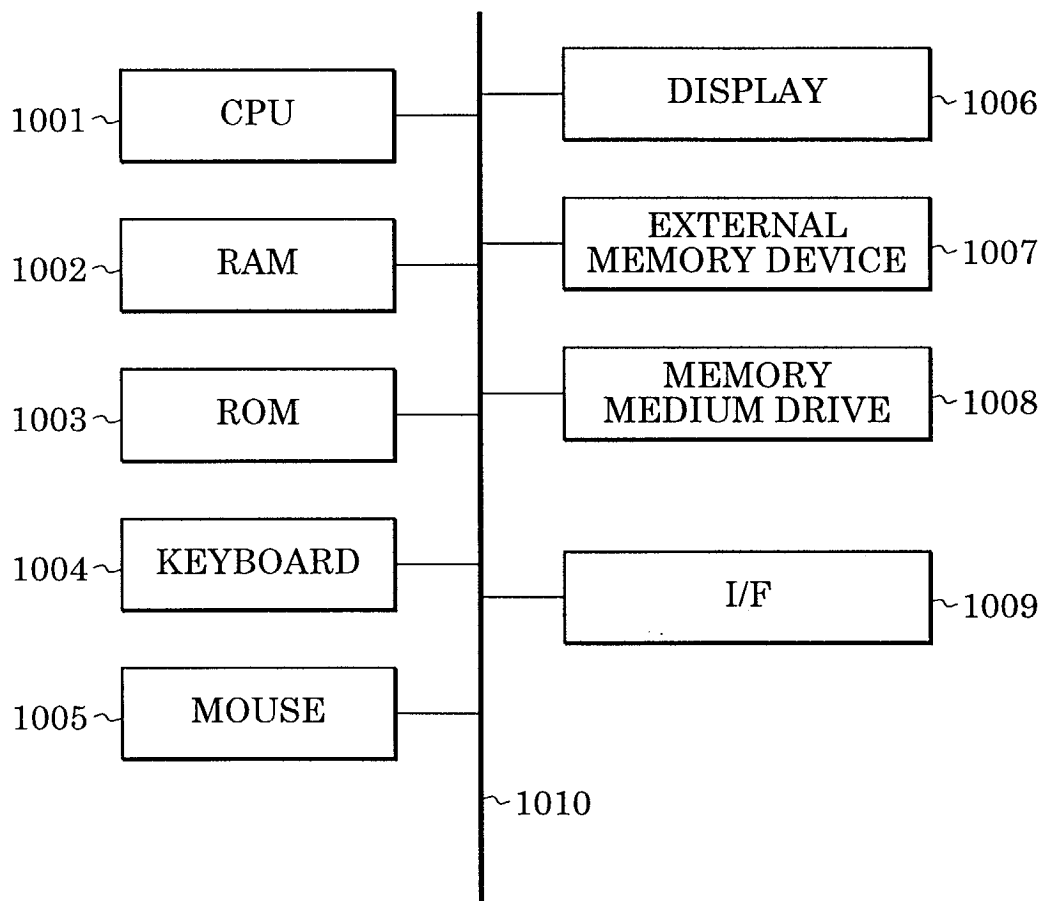 1001
CPU
1002
RAM
1003
ROM
1004
KEYBOARD
1005
MOUSE
DISPLAY
1006
EXTERNAL
MEMORY DEVICE
1007
MEMORY
MEDIUM DRIVE
1008
I/F
1009
1010